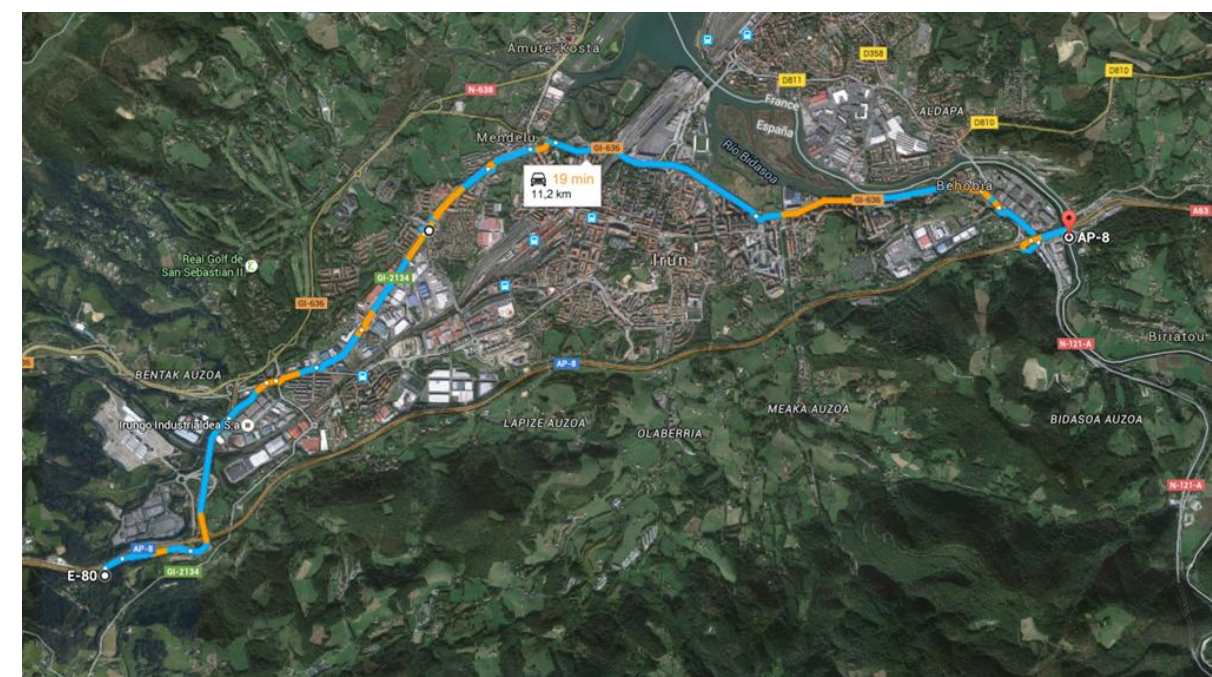 Amute-Kosta
D358
D811
D810
N-638
France
España
ALDAPA
D810
Mendelu
GI-636
Río Bidasoa
19 min
11,2 km
Behobia
GI-636
A63
AP-8
Irun
Real Golf de
San Sebastian II
GI-2134
GI-636
Biriatou
N-121-A
AP-8
BENTAK AUZOA
MEAKA AUZOA
BIDASOA AUZOA
LAPIZE AUZOA
OLABERRIA
Irungo Industrialdea S.a
N-121-A
AP-8
E-80
GI-2134